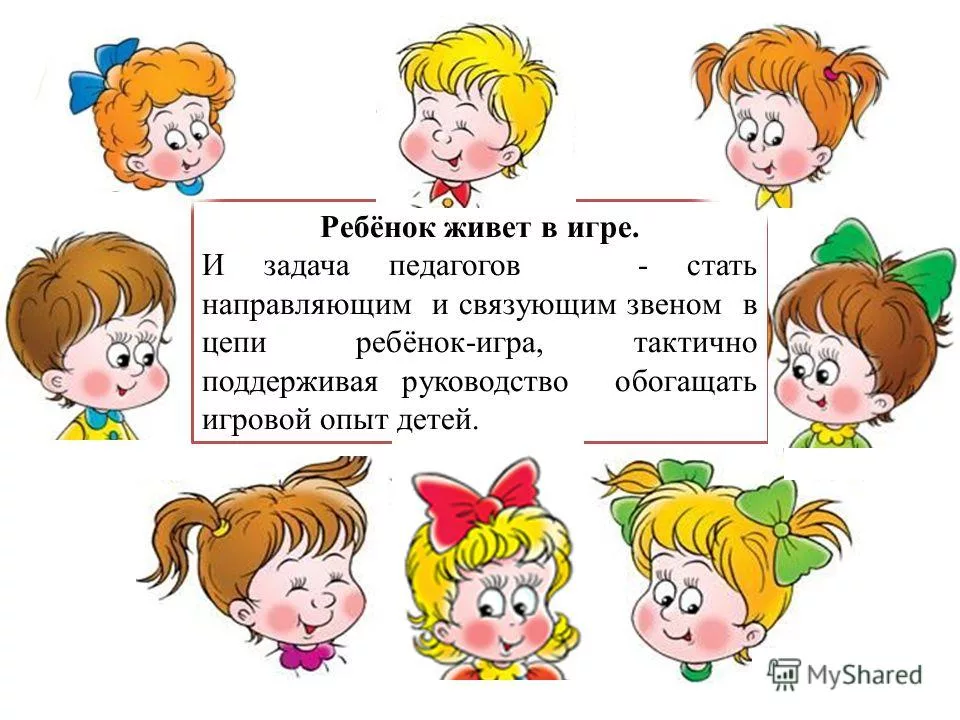 Ребёнок живет в игре.
И задача педагогов - стать
направляющим и связующим звеном в
цепи ребёнок-игра, тактично
поддерживая руководство обогащать
игровой опыт детей.
MyShared